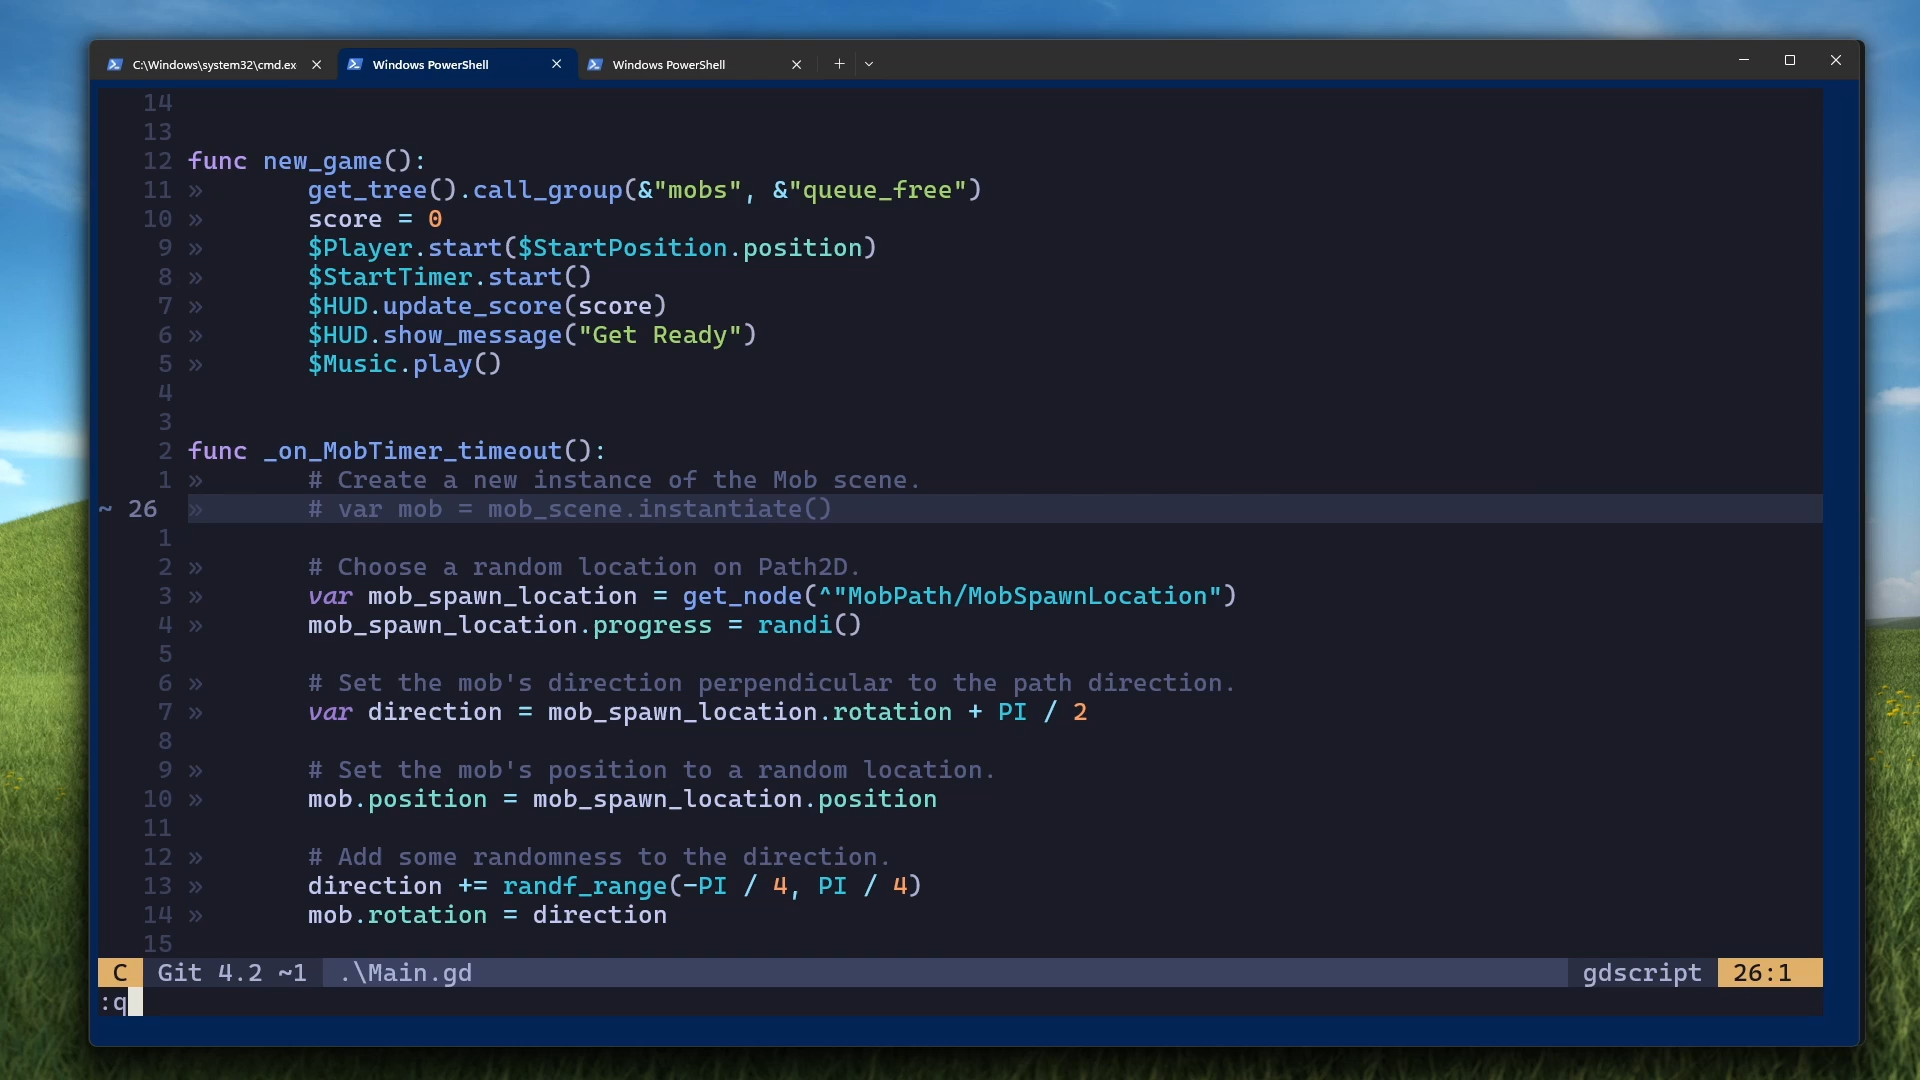 C:\Windows\system32\cmd.ex Windows PowerShell Windows PowerShell
14
13
12 func new_game():
11 » get_tree().call_group(&"mobs", &"queue_free")
10 » score = 0
9 » $Player.start($StartPosition.position)
8 » $StartTimer.start()
7 » $HUD.update_score(score)
6 » $HUD.show_message("Get Ready")
5 » $Music.play()
4
3
2 func _on_MobTimer_timeout():
1 » # Create a new instance of the Mob scene.
~ 26 » # var mob = mob_scene.instantiate()
1
2 » # Choose a random location on Path2D.
3 » var mob_spawn_location = get_node(^"MobPath/MobSpawnLocation")
4 » mob_spawn_location.progress = randi()
5
6 » # Set the mob's direction perpendicular to the path direction.
7 » var direction = mob_spawn_location.rotation + PI / 2
8
9 » # Set the mob's position to a random location.
10 » mob.position = mob_spawn_location.position
11
12 » # Add some randomness to the direction.
13 » direction += randf_range(-PI / 4, PI / 4)
14 » mob.rotation = direction
15
C Git 4.2 ~1 .\Main.gd gdscript 26:1
:q